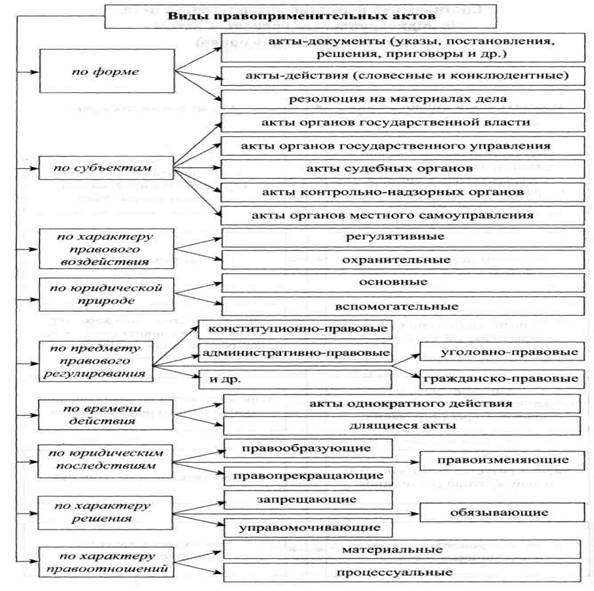 Виды правоприменительных актов
по форме
акты-документы (указы, постановления,
решения, приговоры и др.)
акты-действия (словесные и конклюдентные)
резолюция на материалах дела
по субъектам
акты органов государственной власти
акты органов государственного управления
акты судебных органов
акты контрольно-надзорных органов
акты органов местного самоуправления
по характеру
правового
воздействия
регулятивные
охранительные
по юридической
природе
основные
вспомогательные
по предмету
правового
регулирования
конституционно-правовые
административно-правовые
и др.
уголовно-правовые
гражданско-правовые
по времени
действия
акты однократного действия
длящиеся акты
по юридическим
последствиям
правообразующие
правопрекращающие
правоизменяющие
по характеру
решения
запрещающие
управомочивающие
обязывающие
по характеру
правоотношений
материальные
процессуальные